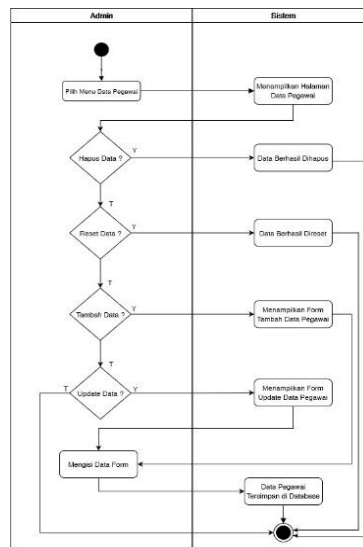 Admin
Sistem
Pilih Menu Data Pegawai
Menampilkan Halaman
Data Pegawai
Hapus Data ?
Y
Data Berhasil Dihapus
T
Reset Data ?
Y
Data Berhasil Direset
T
Tambah Data ?
Y
Menampilkan Form
Tambah Data Pegawai
T
T
Update Data ?
Y
Menampilkan Form
Update Data Pegawai
Mengisi Data Form
Data Pegawai
Tersimpan di Database